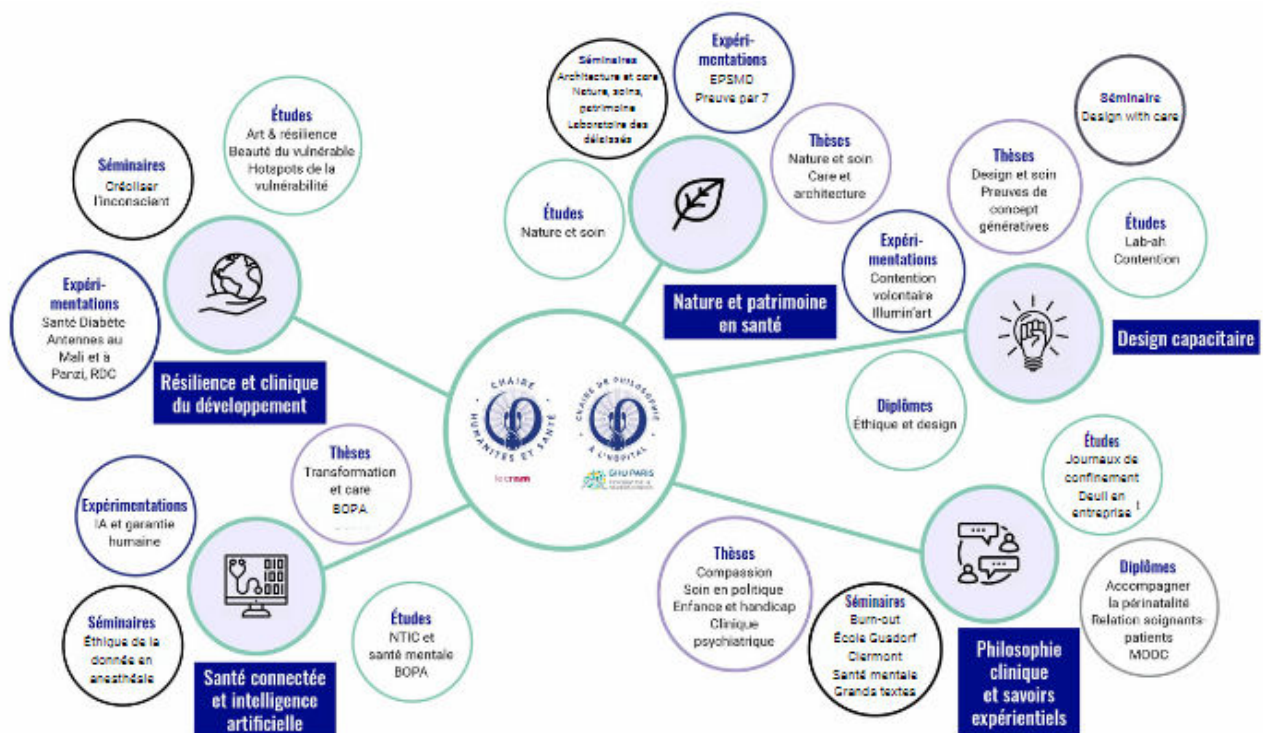 Séminaires
Créoliser
l'inconscient
Études
Art & résilience
Beauté du vulnérable
Hotspots de la
vulnérabilité
Expéri-
mentations
Santé Diabète
Antennes au
Mali et à
Panzi, RDC
Résilience et clinique
du développement
Séminaires
Architecture et care
Nature, soins,
patrimoine
Laboratoire des
délaissés
Expéri-
mentations
EPSMD
Preuve par 7
Études
Nature et soin
Thèses
Nature et soin
Care et
architecture
Nature et patrimoine
en santé
Séminaire
Design with care
Thèses
Design et soin
Preuves de
concept
génératives
Études
Lab-ah
Contention
Expéri-
mentations
Contention
volontaire
Illumin'art
Diplômes
Éthique et design
Design capacitaire
CHAIRE
HUMANITÉS ET SANTÉ
le cnam
CHAIRE DE PHILOSOPHIE
À L'HÔPITAL
GHU PARIS
Thèses
Transformation
et care
BOPA
Expérimentations
IA et garantie
humaine
Séminaires
Éthique de la
donnée en
anesthésie
Études
NTIC et
santé mentale
BOPA
Santé connectée
et intelligence
artificielle
Études
Journaux de
confinement
Deuil en
entreprise
Thèses
Compassion
Soin en politique
Enfance et handicap
Clinique
psychiatrique
Séminaires
Burn-out
École Gusdorf
Clermont
Santé mentale
Grands textes
Diplômes
Accompagner
la périnatalité
Relation soignants-
patients
MOOC
Philosophie
clinique
et savoirs
expérientiels